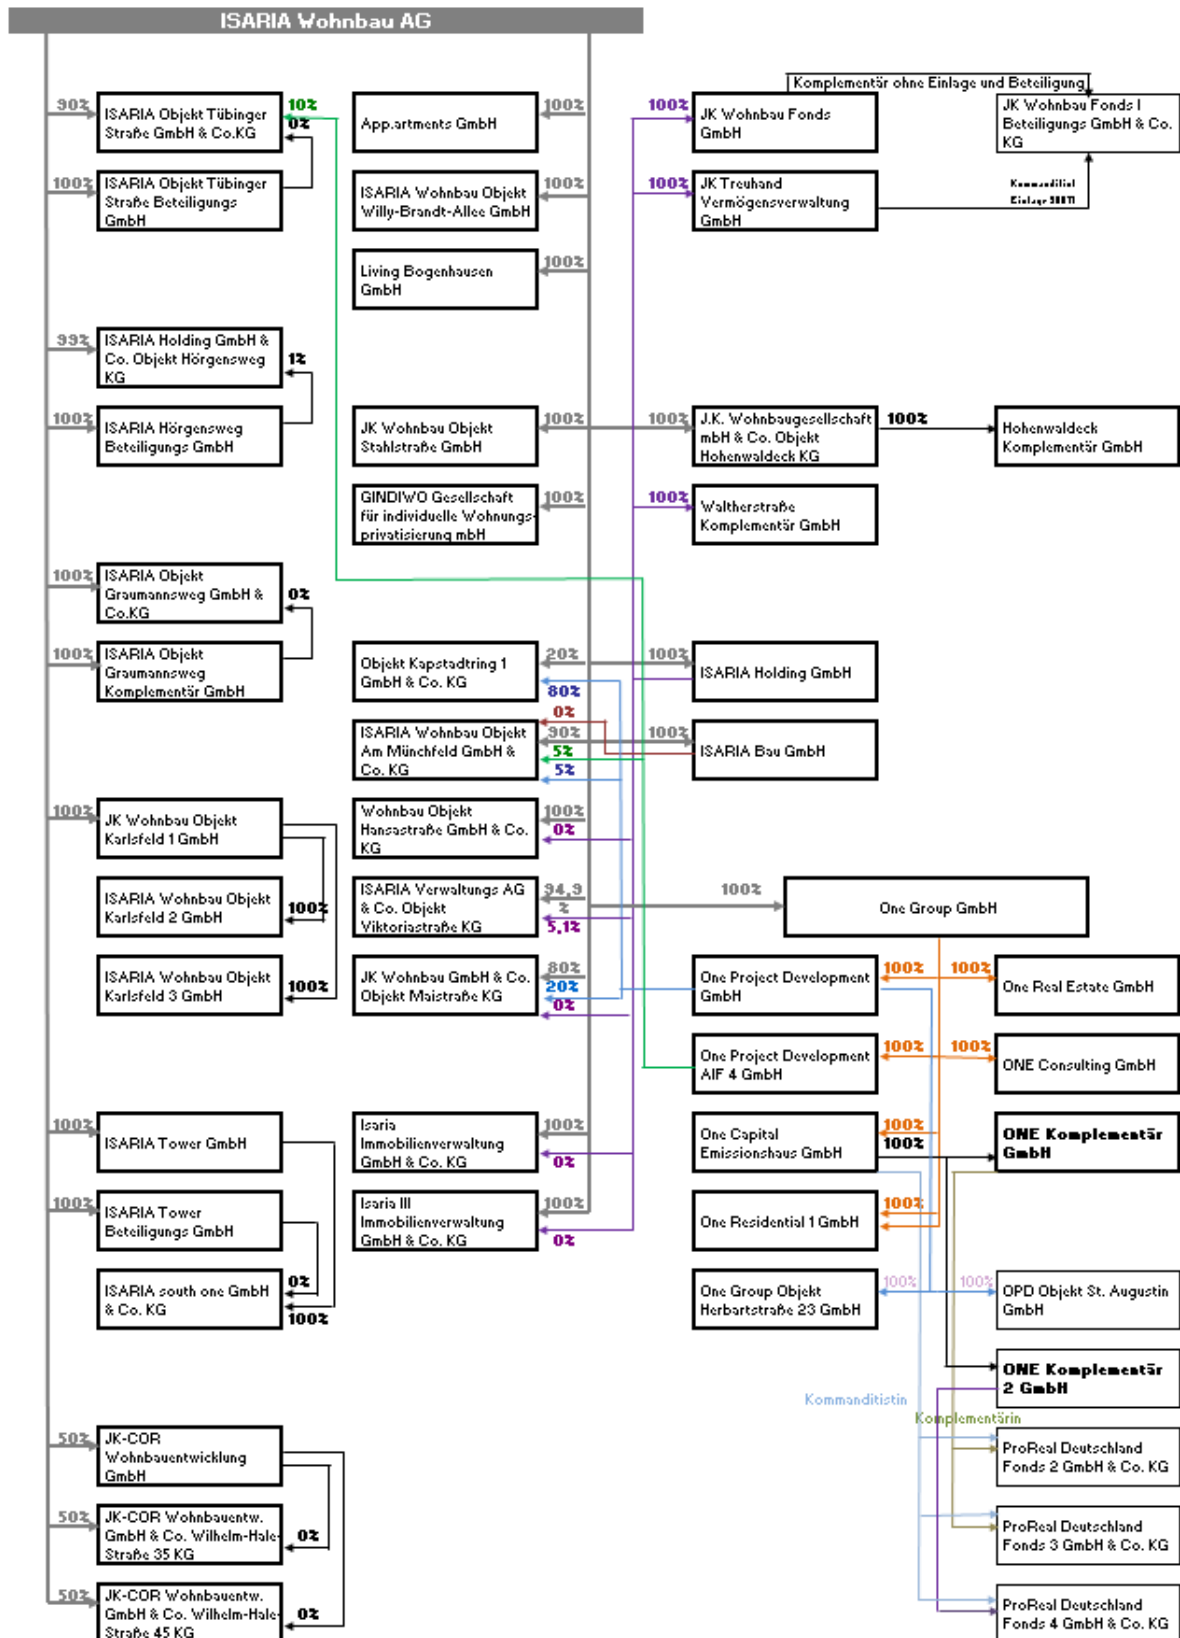 ISARIA Wohnbau AG
90%
ISARIA Objekt Tübinger
Straße GmbH & Co.KG
10%
0%
100%
ISARIA Objekt Tübinger
Straße Beteiligungs
GmbH
99%
ISARIA Holding GmbH &
Co. Objekt Hörgensweg
KG
1%
100%
ISARIA Hörgensweg
Beteiligungs GmbH
100%
ISARIA Objekt
Graumannsweg GmbH &
Co.KG
0%
100%
ISARIA Objekt
Graumannsweg
Komplementär GmbH
100%
JK Wohnbau Objekt
Karlsfeld 1 GmbH
ISARIA Wohnbau Objekt
Karlsfeld 2 GmbH
100%
ISARIA Wohnbau Objekt
Karlsfeld 3 GmbH
100%
100%
ISARIA Tower GmbH
100%
ISARIA Tower
Beteiligungs GmbH
ISARIA south one GmbH
& Co. KG
0%
100%
50%
JK-COR
Wohnbauentwicklung
GmbH
50%
JK-COR Wohnbauentw.
GmbH & Co. Wilhelm-Hale-
Straße 35 KG
0%
50%
JK-COR Wohnbauentw.
GmbH & Co. Wilhelm-Hale-
Straße 45 KG
0%
App.artments GmbH
100%
ISARIA Wohnbau Objekt
Willy-Brandt-Allee GmbH
100%
Living Bogenhausen
GmbH
100%
JK Wohnbau Objekt
Stahlstraße GmbH
100%
GINDIWO Gesellschaft
für individuelle Wohnungs-
privatisierung mbH
100%
Objekt Kapstadtring 1
GmbH & Co. KG
20%
80%
ISARIA Wohnbau Objekt
Am Münchfeld GmbH &
Co. KG
0%
90%
5%
5%
Wohnbau Objekt
Hansastraße GmbH & Co.
KG
100%
0%
ISARIA Verwaltungs AG
& Co. Objekt
Viktoriastraße KG
94,9
%
5,1%
JK Wohnbau GmbH & Co.
Objekt Maistraße KG
80%
20%
0%
Isaria
Immobilienverwaltung
GmbH & Co. KG
100%
0%
Isaria III
Immobilienverwaltung
GmbH & Co. KG
100%
0%
Komplementär ohne Einlage und Beteiligung
100%
JK Wohnbau Fonds
GmbH
JK Wohnbau Fonds I
Beteiligungs GmbH & Co.
KG
100%
JK Treuhand
Vermögensverwaltung
GmbH
100%
J.K. Wohnbaugesellschaft
mbH & Co. Objekt
Hohenwaldeck KG
100%
Hohenwaldeck
Komplementär GmbH
100%
Waltherstraße
Komplementär GmbH
100%
ISARIA Holding GmbH
100%
ISARIA Bau GmbH
100%
One Group GmbH
One Project Development
GmbH
100%
100%
One Real Estate GmbH
One Project Development
AIF 4 GmbH
100%
100%
ONE Consulting GmbH
One Capital
Emissionshaus GmbH
100%
100%
ONE Komplementär
GmbH
One Residential 1 GmbH
100%
One Group Objekt
Herbartstraße 23 GmbH
100%
100%
OPD Objekt St. Augustin
GmbH
ONE Komplementär
2 GmbH
Kommanditistin
Komplementärin
ProReal Deutschland
Fonds 2 GmbH & Co. KG
ProReal Deutschland
Fonds 3 GmbH & Co. KG
ProReal Deutschland
Fonds 4 GmbH & Co. KG